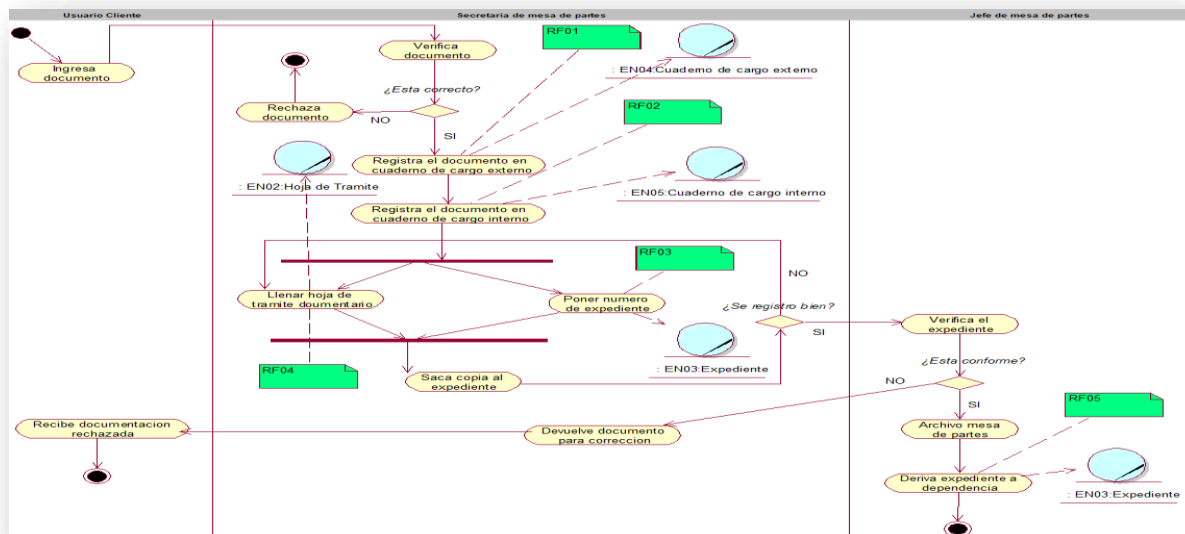 Usuario Cliente
Secretaria de mesa de partes
Jefe de mesa de partes
Ingresa
documento
Verifica
documento
RF01
: EN04:Cuaderno de cargo externo
¿Esta correcto?
Rechaza
documento
NO
SI
RF02
Registra el documento en
cuaderno de cargo externo
: EN02:Hoja de Tramite
: EN05:Cuaderno de cargo interno
Registra el documento en
cuaderno de cargo interno
RF03
NO
Llenar hoja de
tramite doumentario
Poner numero
de expediente
¿Se registro bien?
SI
Verifica el
expediente
: EN03:Expediente
¿Esta conforme?
RF04
Saca copia al
expediente
NO
SI
RF05
Recibe documentacion
rechazada
Devuelve documento
para correccion
Archivo mesa
de partes
Deriva expediente a
dependencia
: EN03:Expediente